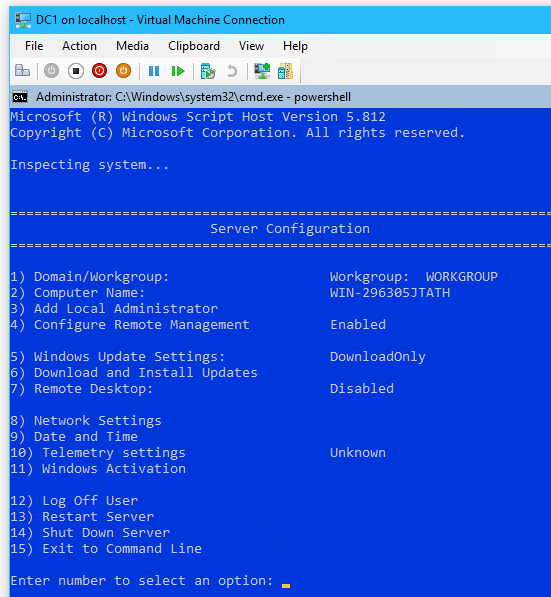 DC1 on localhost - Virtual Machine Connection
File Action Media Clipboard View Help
Administrator: C:\Windows\system32\cmd.exe - powershell
Microsoft (R) Windows Script Host Version 5.812
Copyright (C) Microsoft Corporation. All rights reserved.
Inspecting system...
===================================================================
Server Configuration
===================================================================
1) Domain/Workgroup: Workgroup: WORKGROUP
2) Computer Name: WIN-296305JTATH
3) Add Local Administrator
4) Configure Remote Management Enabled
5) Windows Update Settings: DownloadOnly
6) Download and Install Updates
7) Remote Desktop: Disabled
8) Network Settings
9) Date and Time
10) Telemetry settings Unknown
11) Windows Activation
12) Log Off User
13) Restart Server
14) Shut Down Server
15) Exit to Command Line
Enter number to select an option: